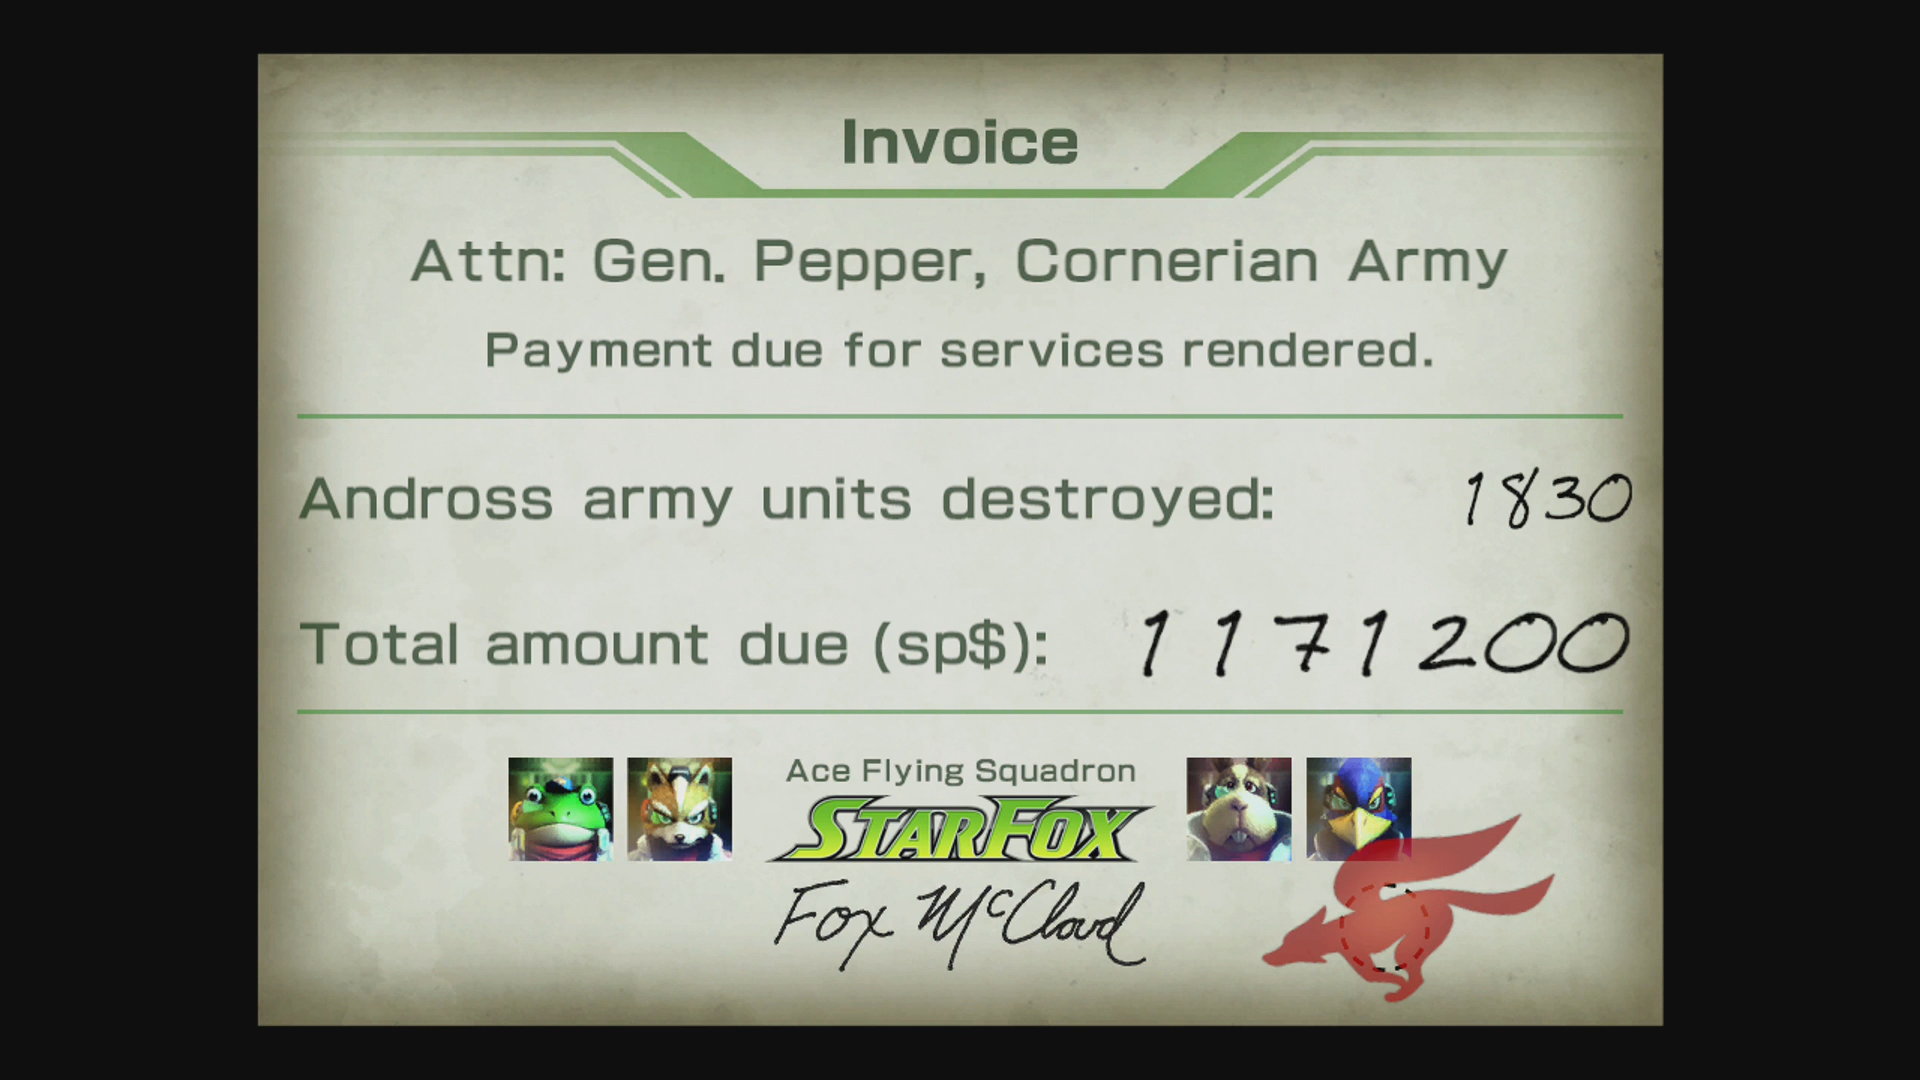 Invoice
Attn: Gen. Pepper, Cornerian Army
Payment due for services rendered.
Andross army units destroyed: 1830
Total amount due (sp$): 1171200
Ace Flying Squadron
STARFOX
Fox McCloud